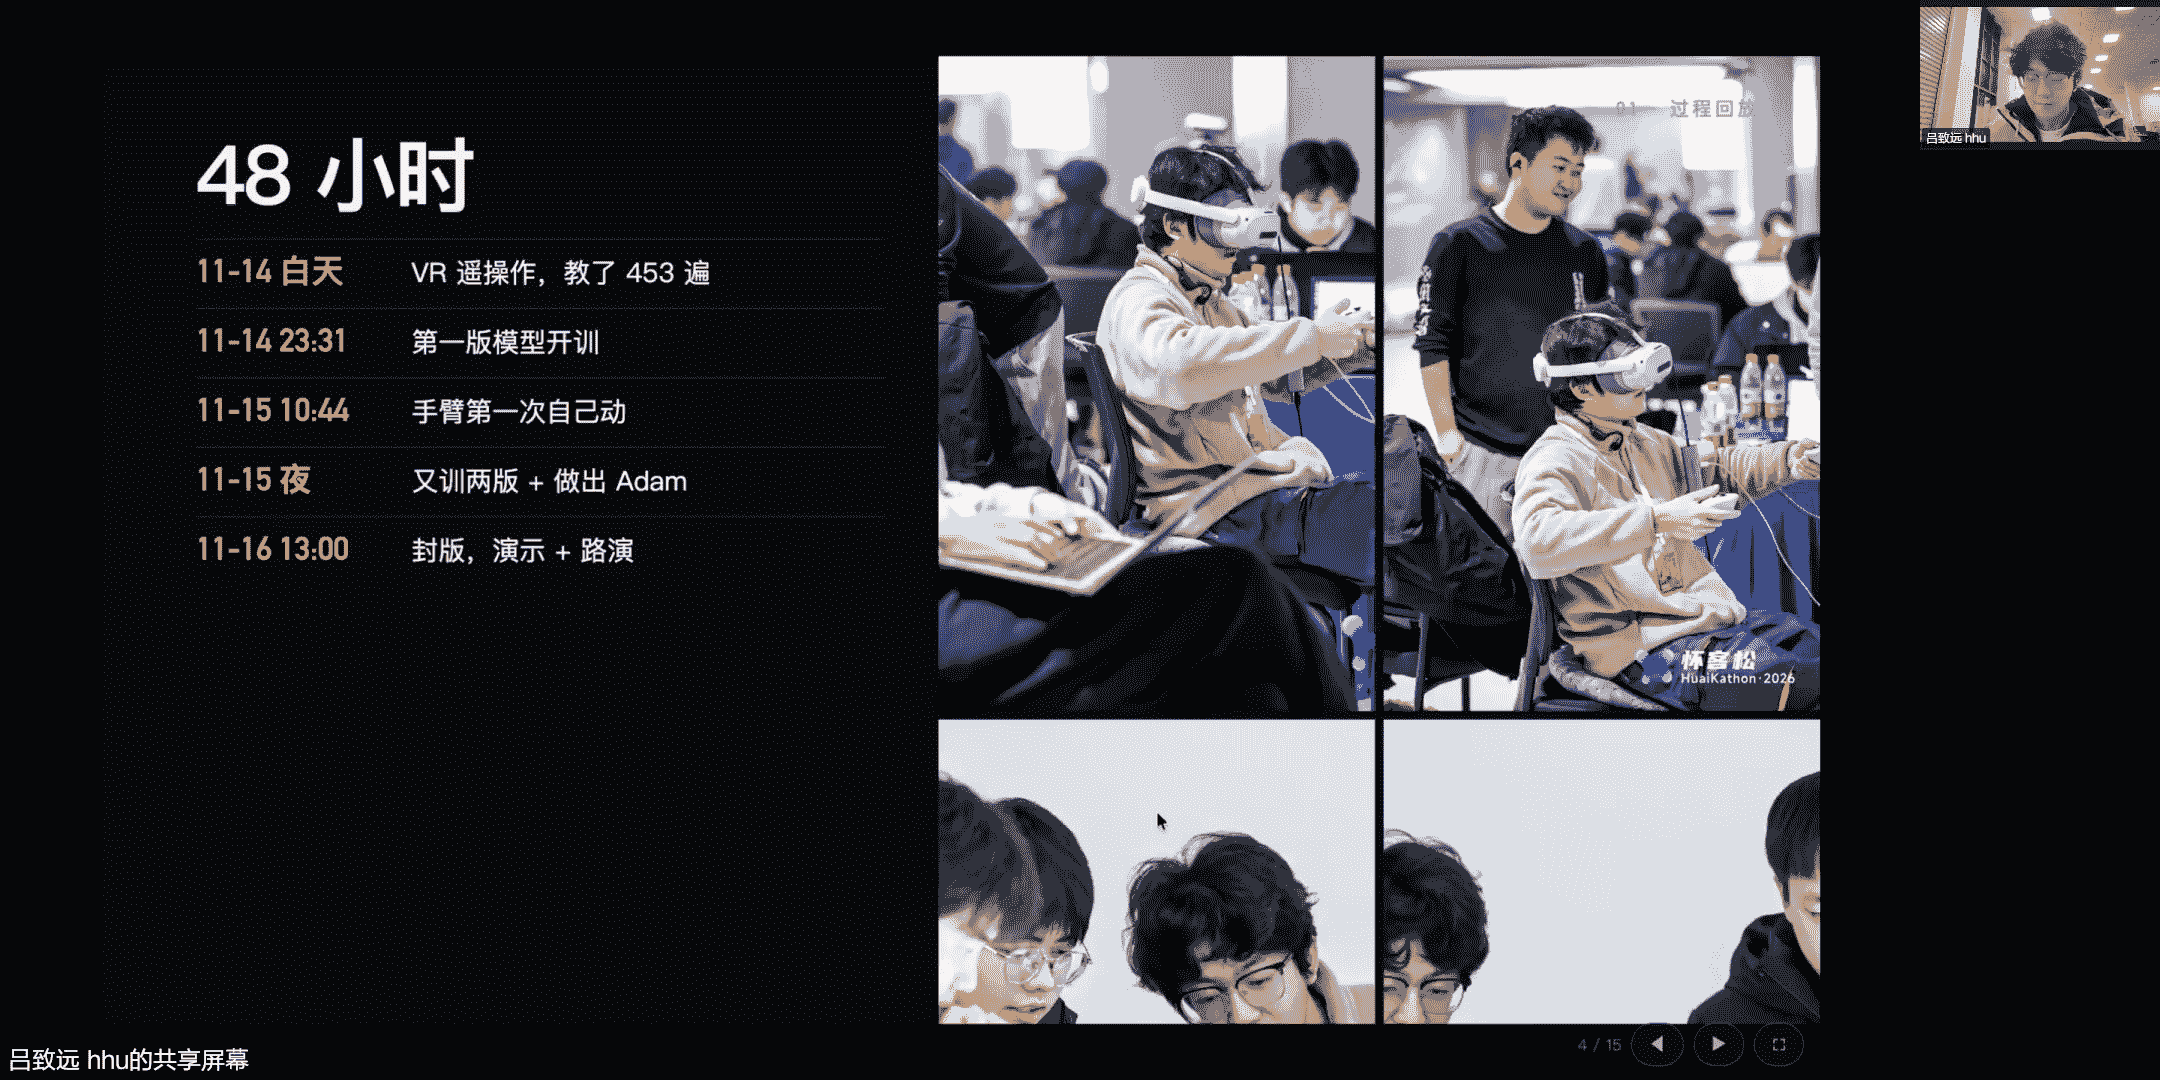 48 小时
11-14 白天 VR 遥操作，教了 453 遍
11-14 23:31 第一版模型开训
11-15 10:44 手臂第一次自己动
11-15 夜 又训两版 + 做出 Adam
11-16 13:00 封版，演示 + 路演
01 过程回放
怀客松
HuaiKathon·2026
吕致远 hhu
4 / 15
吕致远 hhu的共享屏幕